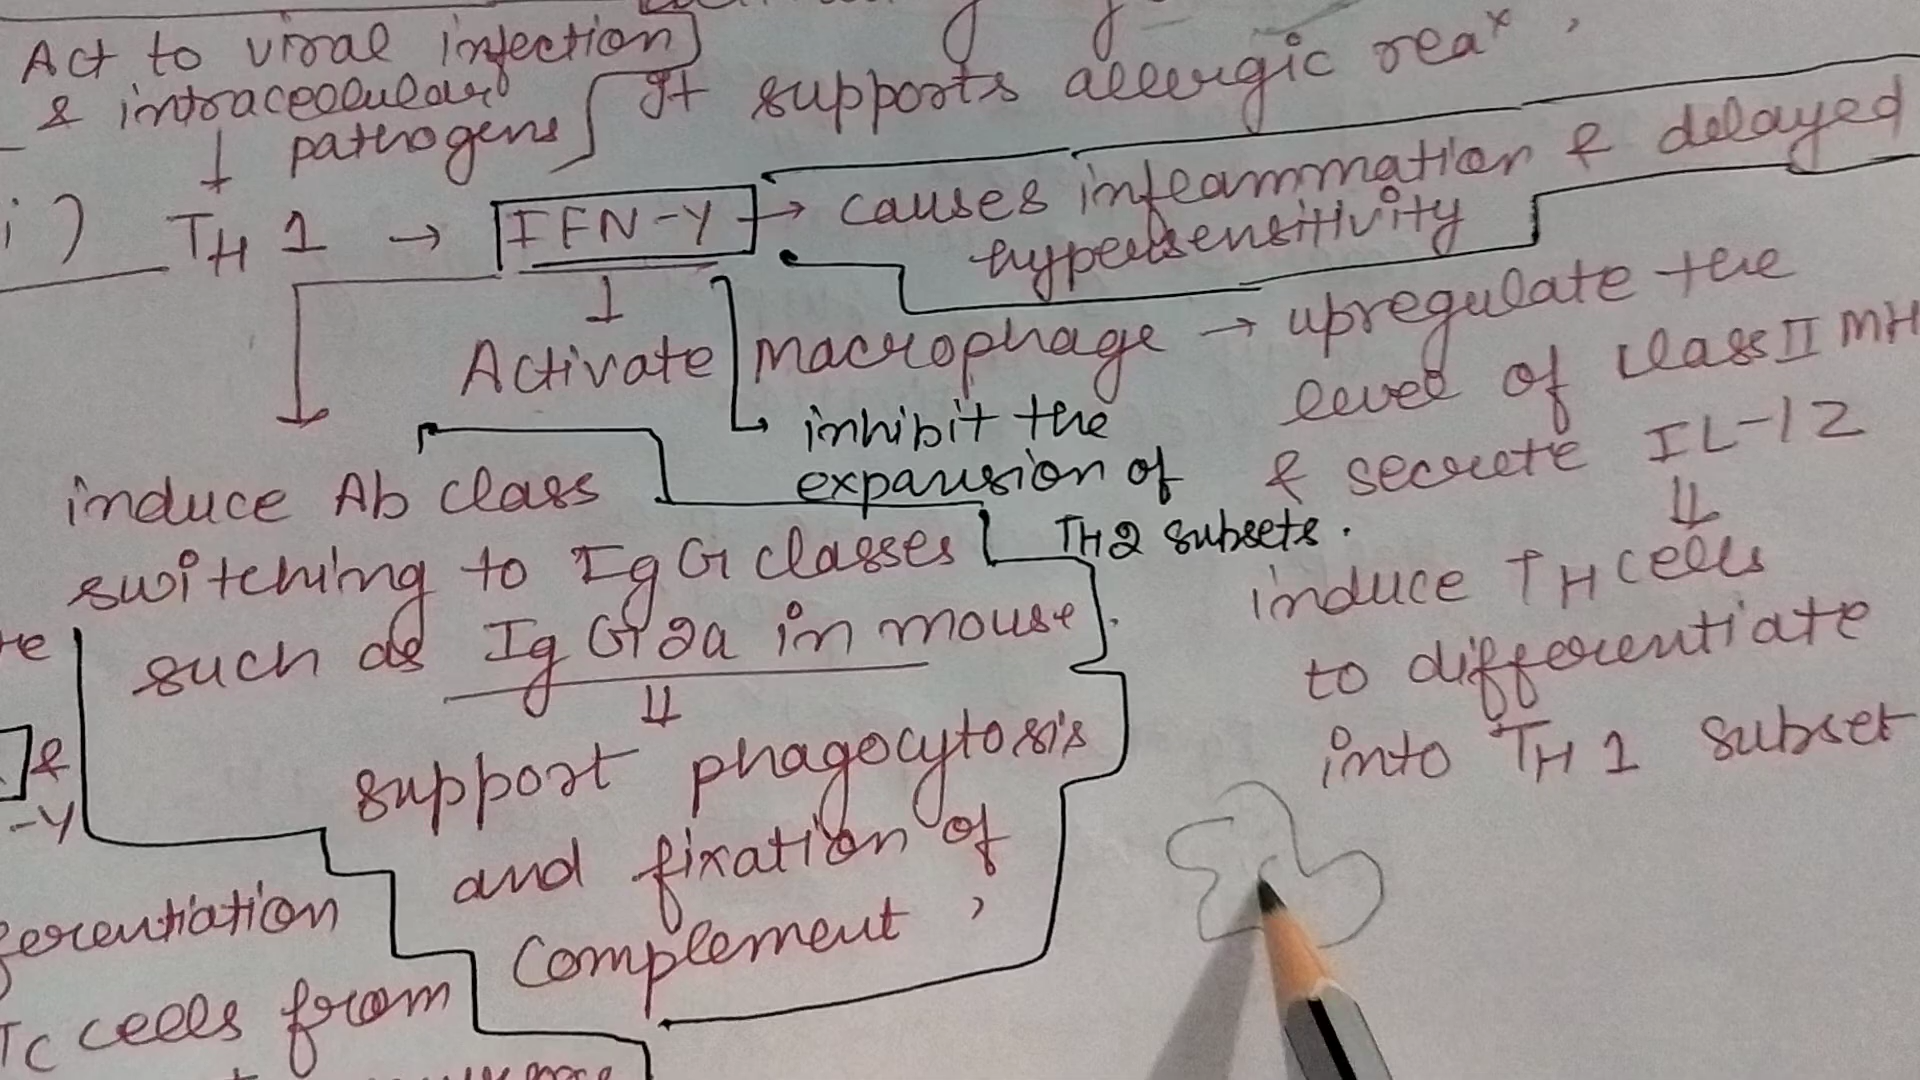 Act to viral infection
& intracellular
pathogens
It supports allergic reax,
i) TH 1 → IFN-γ → causes inflammation & delayed
hypersensitivity
Activate macrophage → upregulate the
level of class II MH
& secrete IL-12
induce TH cells
to differentiate
into TH 1 subset
inhibit the
expansion of
TH2 subsets.
induce Ab class
switching to IgG classes
such as IgG2a in mouse.
support phagocytosis
and fixation of
complement,
&
-γ
ferentiation
Tc cells from